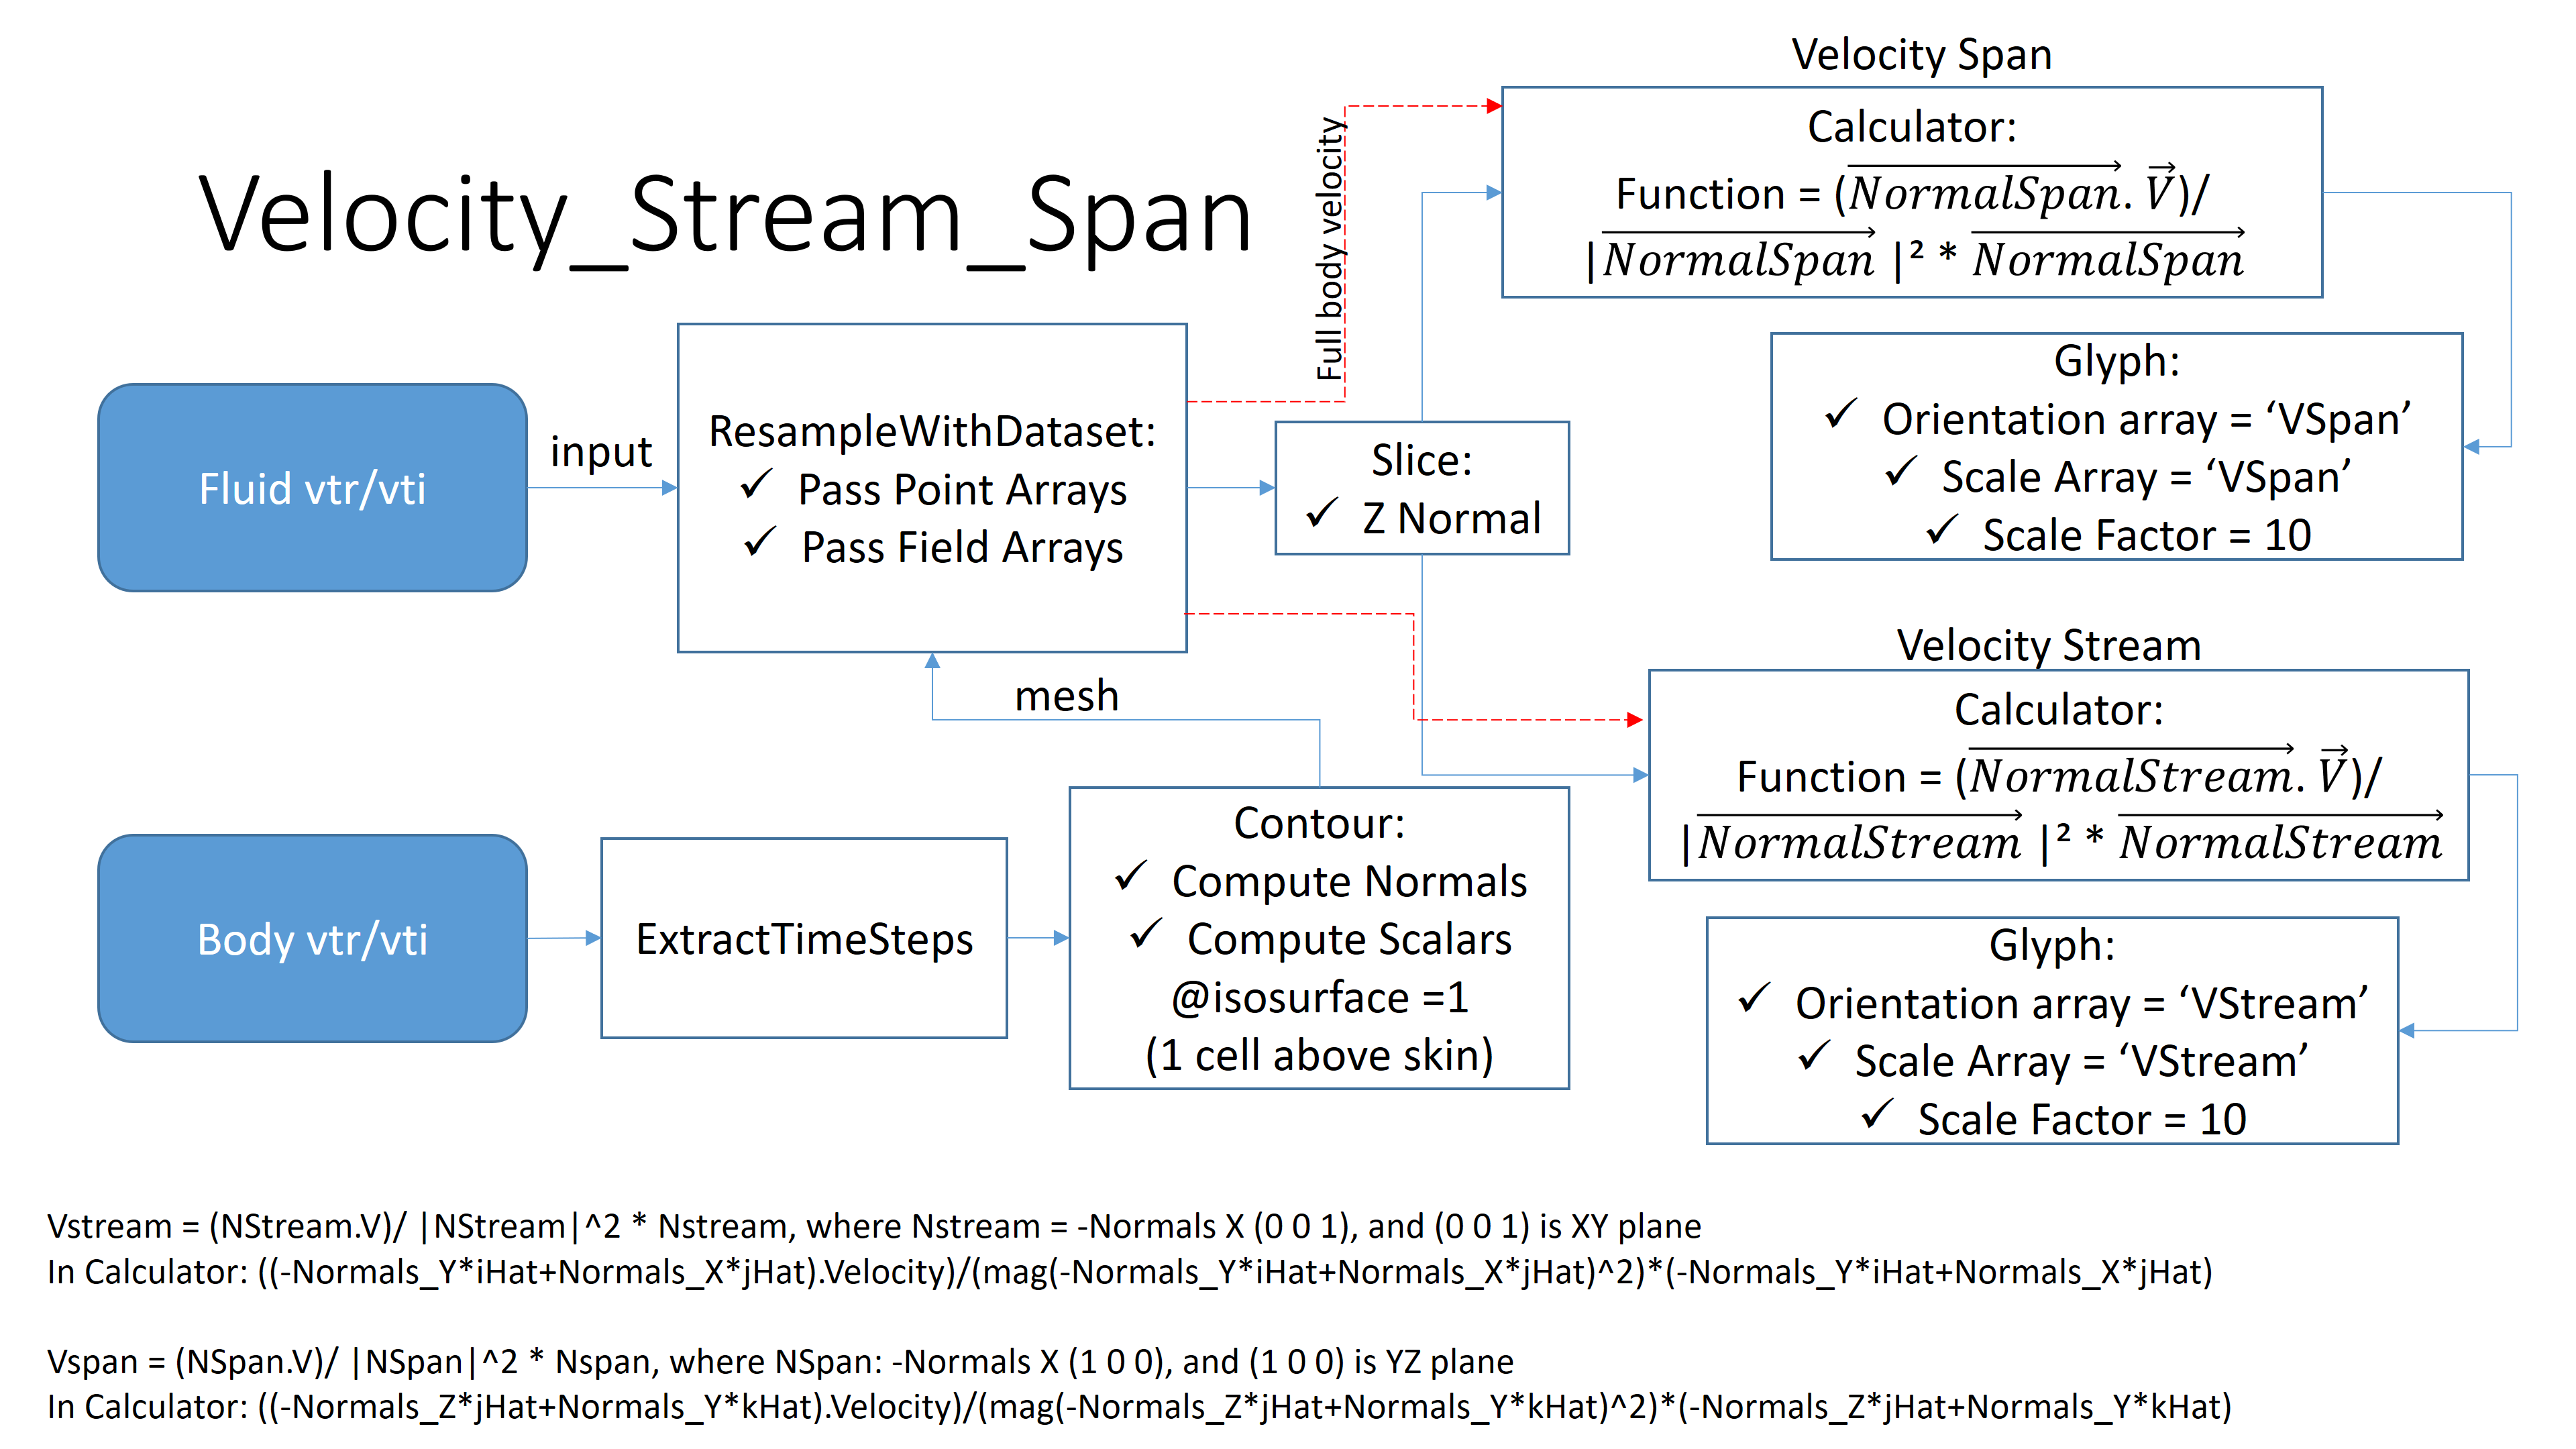 Velocity_Stream_Span
Fluid vtr/vti
input
ResampleWithDataset:
✓ Pass Point Arrays
✓ Pass Field Arrays
Full body velocity
Slice:
✓ Z Normal
Velocity Span
Calculator:
Function = (\overrightarrow{NormalSpan}. \vec{V})/
|\overrightarrow{NormalSpan} |² * \overrightarrow{NormalSpan}
Glyph:
✓ Orientation array = ‘VSpan’
✓ Scale Array = ‘VSpan’
✓ Scale Factor = 10
Body vtr/vti
ExtractTimeSteps
mesh
Contour:
✓ Compute Normals
✓ Compute Scalars
@isosurface =1
(1 cell above skin)
Velocity Stream
Calculator:
Function = (\overrightarrow{NormalStream}. \vec{V})/
|\overrightarrow{NormalStream} |² * \overrightarrow{NormalStream}
Glyph:
✓ Orientation array = ‘VStream’
✓ Scale Array = ‘VStream’
✓ Scale Factor = 10
Vstream = (NStream.V)/ |NStream|^2 * Nstream, where Nstream = -Normals X (0 0 1), and (0 0 1) is XY plane
In Calculator: ((-Normals_Y*iHat+Normals_X*jHat).Velocity)/(mag(-Normals_Y*iHat+Normals_X*jHat)^2)*(-Normals_Y*iHat+Normals_X*jHat)
Vspan = (NSpan.V)/ |NSpan|^2 * Nspan, where NSpan: -Normals X (1 0 0), and (1 0 0) is YZ plane
In Calculator: ((-Normals_Z*jHat+Normals_Y*kHat).Velocity)/(mag(-Normals_Z*jHat+Normals_Y*kHat)^2)*(-Normals_Z*jHat+Normals_Y*kHat)